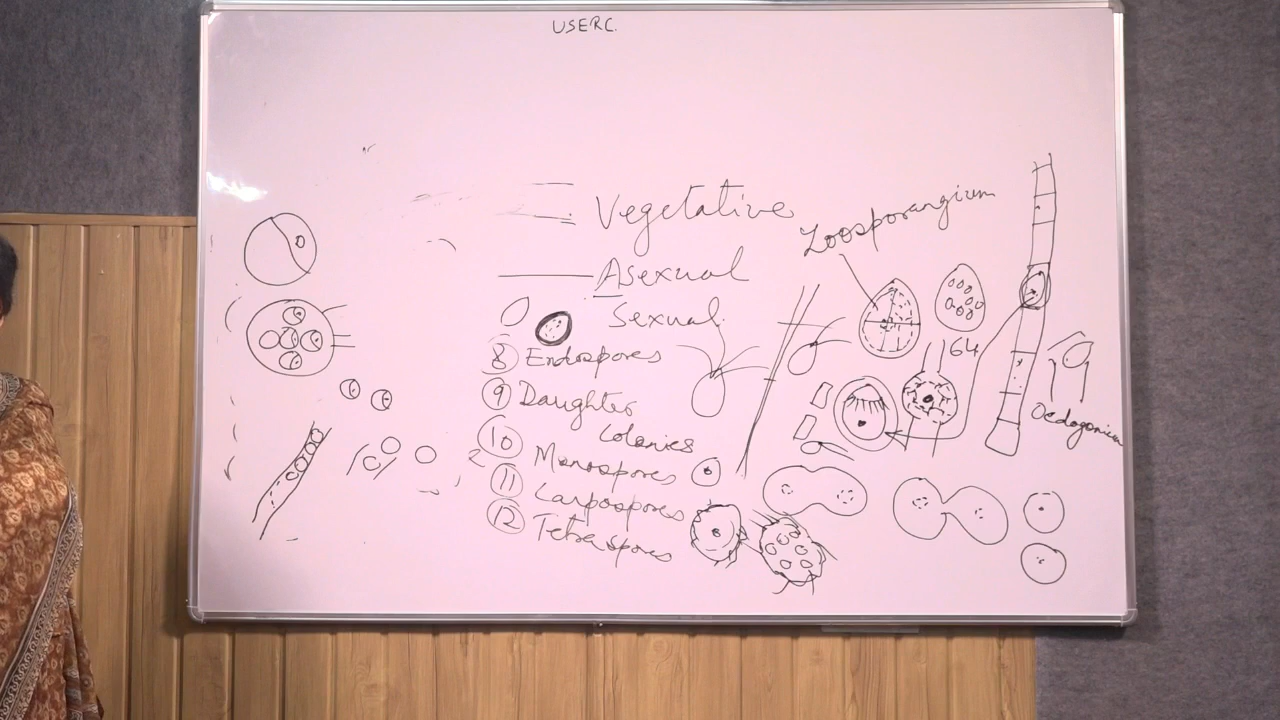 USERC.
Vegetative
Zoosporangium
Asexual
Sexual
64
8 Endospores
9 Daughter
Colonies
10 Monospores
11 Carpospores
12 Tetraspores
Oedogonium